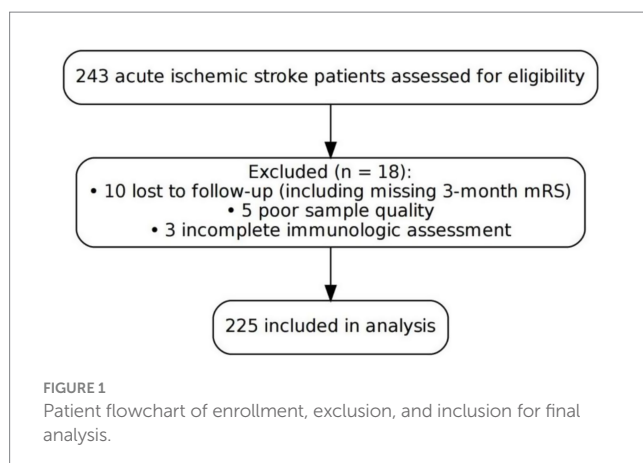 243 acute ischemic stroke patients assessed for eligibility
Excluded (n = 18):
• 10 lost to follow-up (including missing 3-month mRS)
• 5 poor sample quality
• 3 incomplete immunologic assessment
225 included in analysis
FIGURE 1
Patient flowchart of enrollment, exclusion, and inclusion for final
analysis.